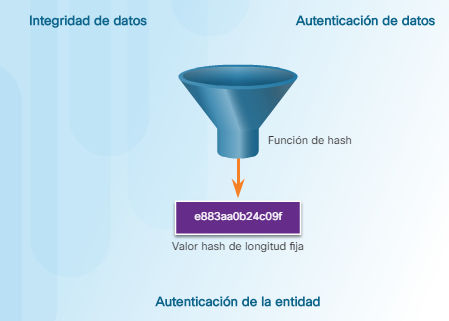 Integridad de datos
Autenticación de datos
Función de hash
e883aa0b24c09f
Valor hash de longitud fija
Autenticación de la entidad